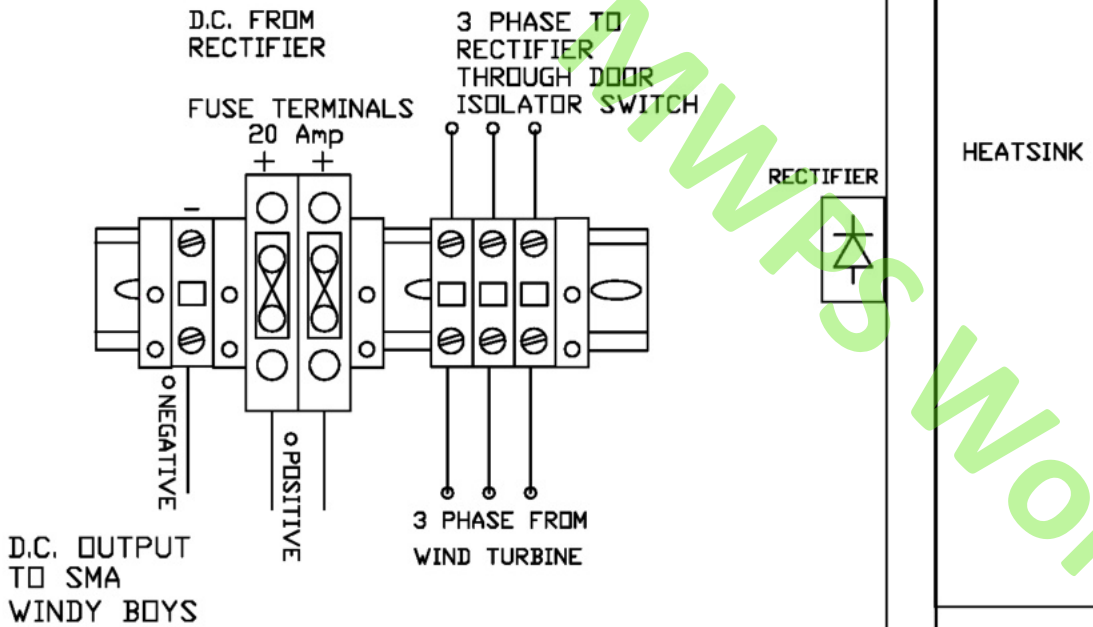 D.C. FROM
RECTIFIER
3 PHASE TO
RECTIFIER
THROUGH DOOR
ISOLATOR SWITCH
FUSE TERMINALS
20 Amp
+ +
-
RECTIFIER
HEATSINK
NEGATIVE
POSITIVE
3 PHASE FROM
WIND TURBINE
D.C. OUTPUT
TO SMA
WINDY BOYS
MWPS Wor